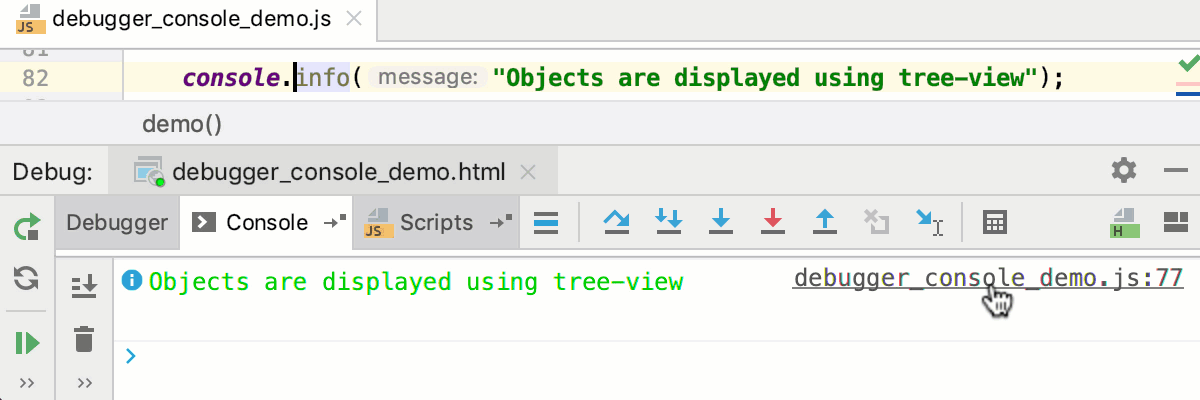 JS debugger_console_demo.js
81
82 console.info( message: "Objects are displayed using tree-view");
demo()
Debug: debugger_console_demo.html
Debugger Console JS Scripts H
Objects are displayed using tree-view debugger_console_demo.js:77
>
>> >>